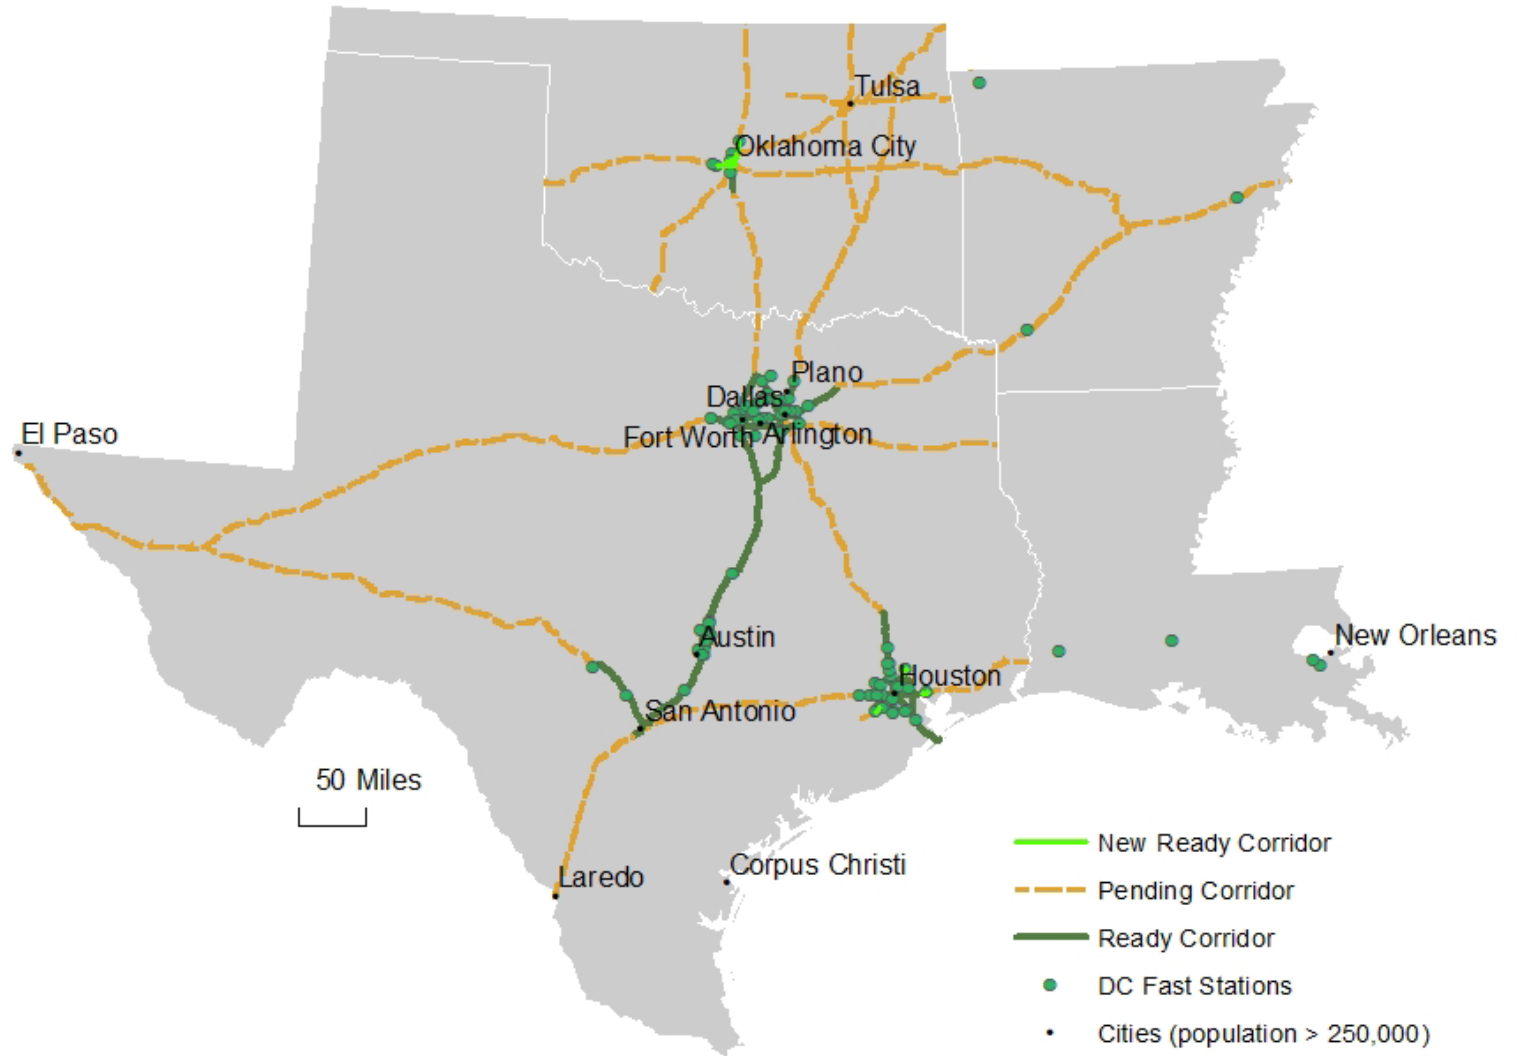 Tulsa
Oklahoma City
Plano
Dallas
Fort Worth
Arlington
El Paso
Austin
New Orleans
Houston
San Antonio
50 Miles
Corpus Christi
Laredo
New Ready Corridor
Pending Corridor
Ready Corridor
DC Fast Stations
Cities (population > 250,000)